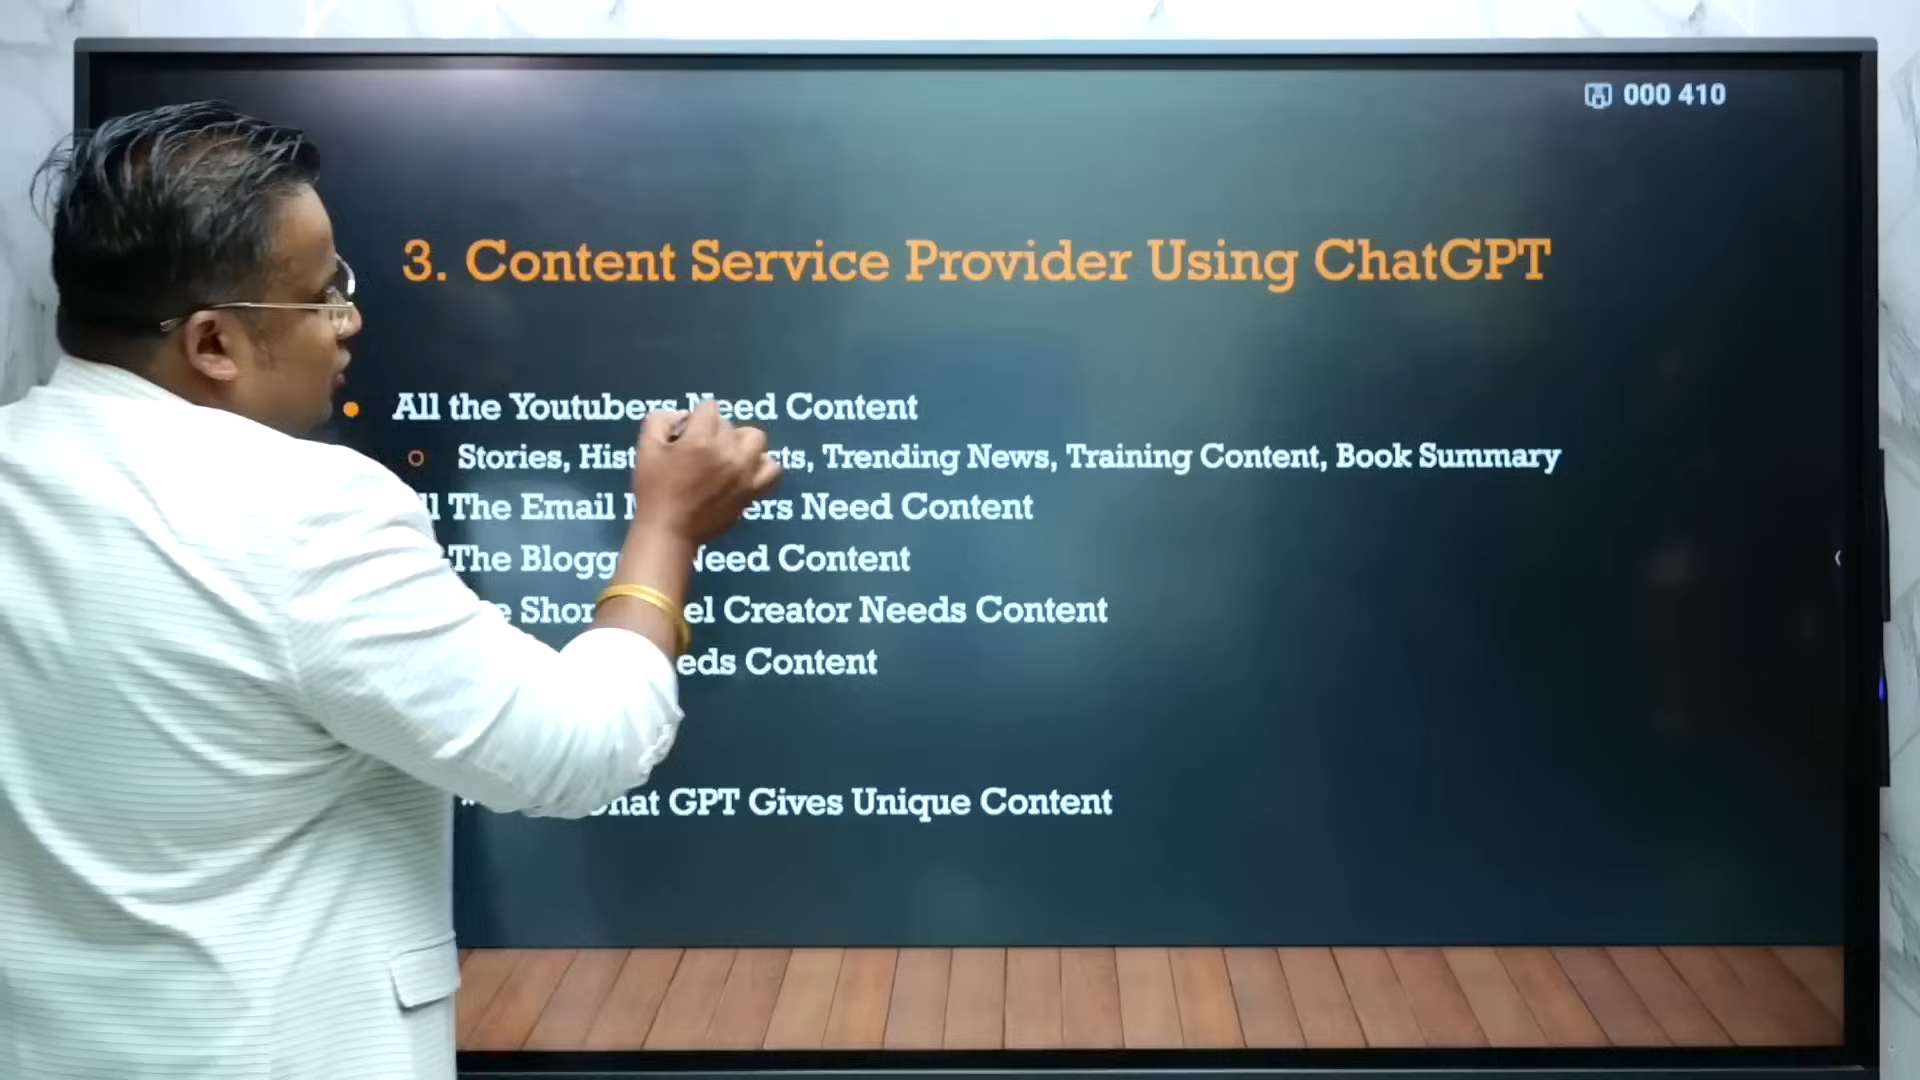 000 410
3. Content Service Provider Using ChatGPT
All the Youtubers Need Content
Stories, Trending News, Training Content, Book Summary
The Email Need Content
The Need Content
Creator Needs Content
Content
GPT Gives Unique Content